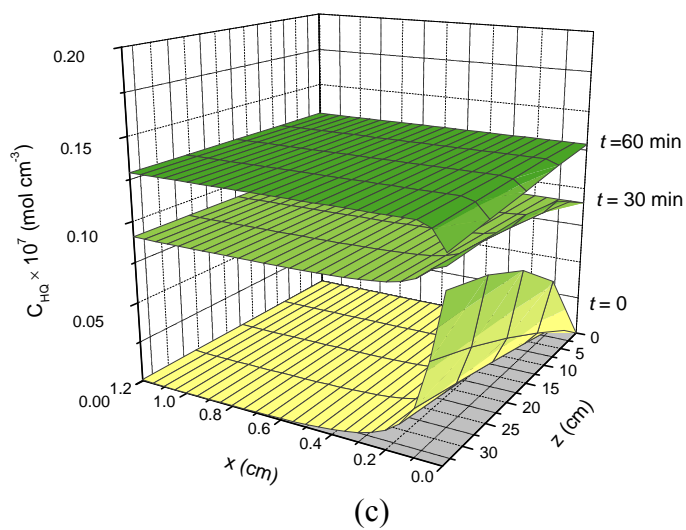 0.20
0.15
0.10
0.05
0.00
C_HQ × 10^7 (mol cm^-3)
t =60 min
t = 30 min
t = 0
1.2
1.0
0.8
0.6
0.4
0.2
0.0
x (cm)
0
5
10
15
20
25
30
z (cm)
(c)